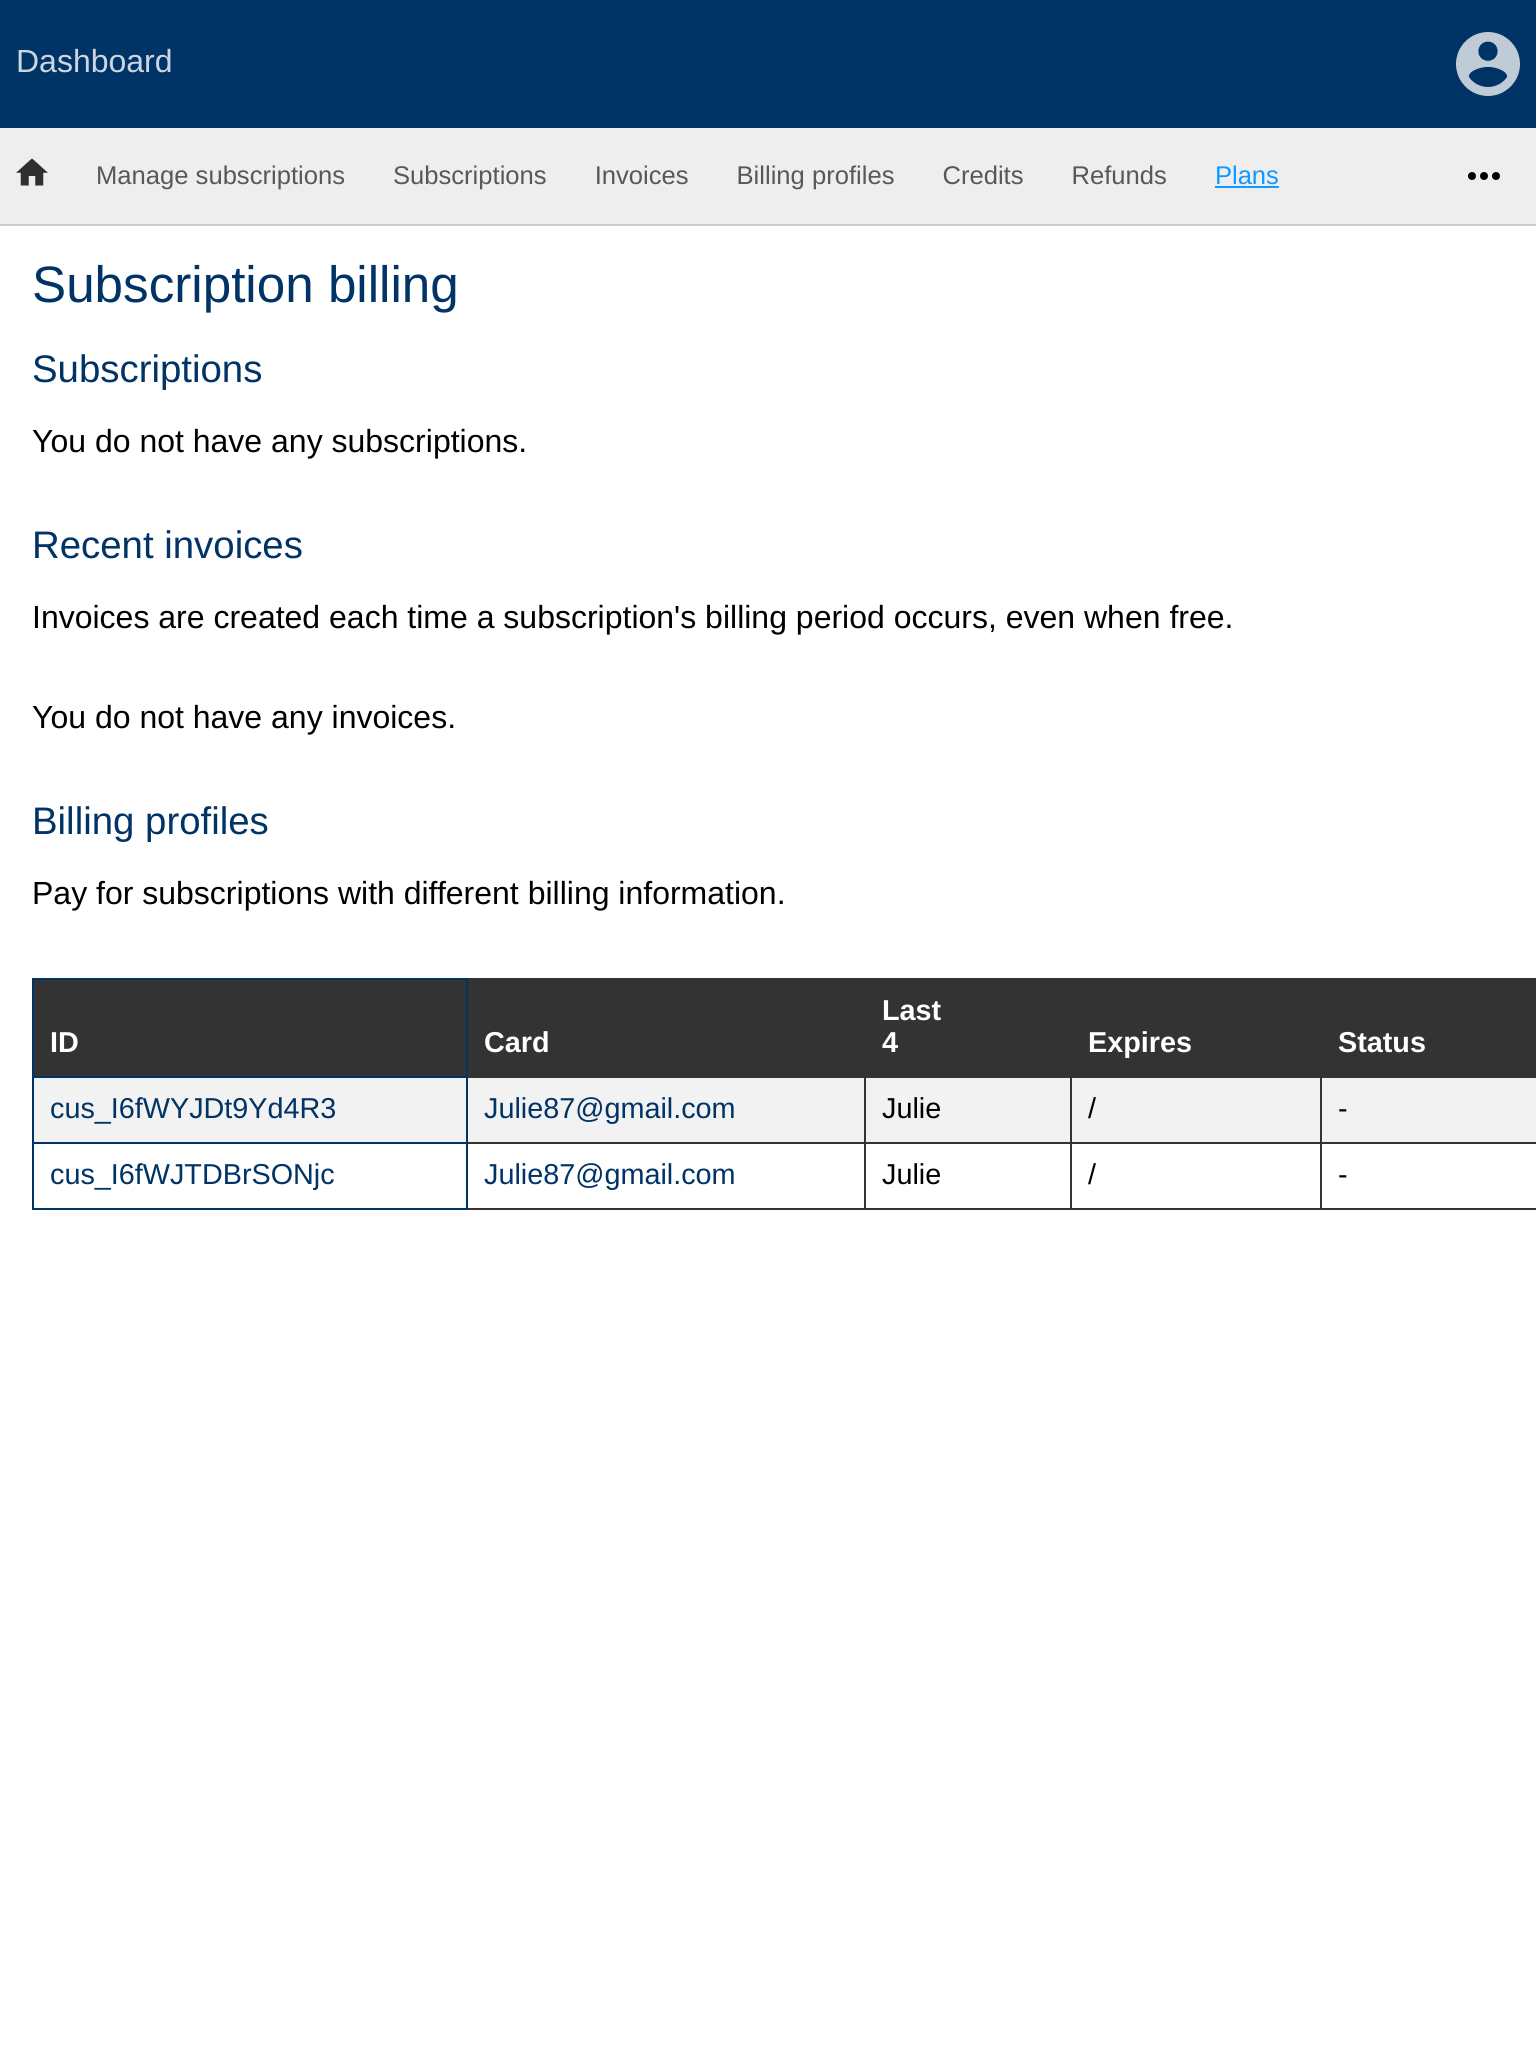 Dashboard
Manage subscriptions Subscriptions Invoices Billing profiles Credits Refunds Plans
Subscription billing
Subscriptions
You do not have any subscriptions.
Recent invoices
Invoices are created each time a subscription's billing period occurs, even when free.
You do not have any invoices.
Billing profiles
Pay for subscriptions with different billing information.
ID Card Last 4 Expires Status
cus_I6fWYJDt9Yd4R3 Julie87@gmail.com Julie / -
cus_I6fWJTDBrSONjc Julie87@gmail.com Julie / -